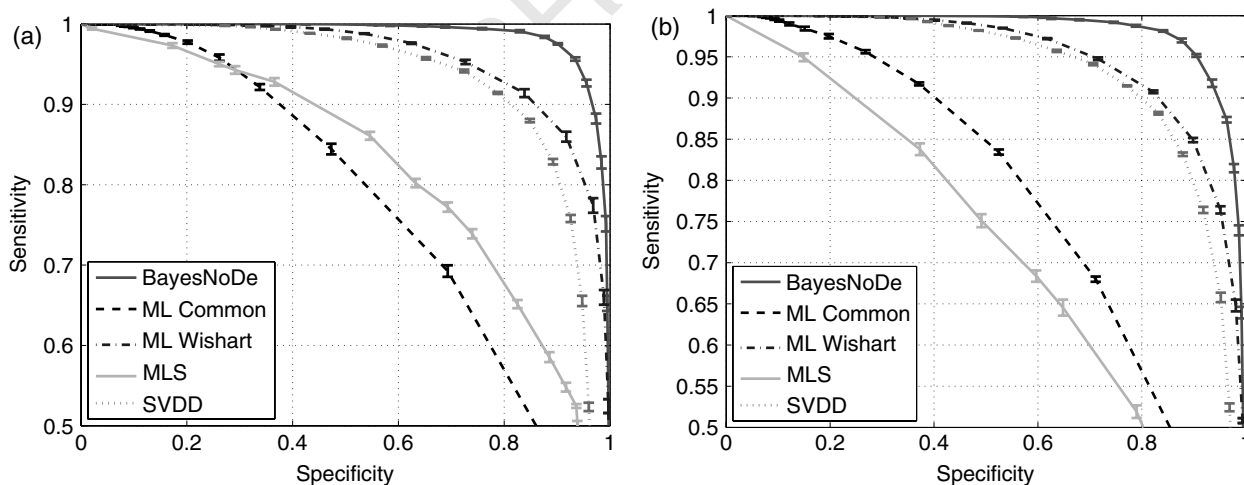 (a)
1
0.9
0.8
0.7
0.6
0.5
Sensitivity
BayesNoDe
ML Common
ML Wishart
MLS
SVDD
0
0.2
0.4
0.6
0.8
1
Specificity
(b)
1
0.95
0.9
0.85
0.8
0.75
0.7
0.65
0.6
0.55
0.5
Sensitivity
BayesNoDe
ML Common
ML Wishart
MLS
SVDD
0
0.2
0.4
0.6
0.8
1
Specificity